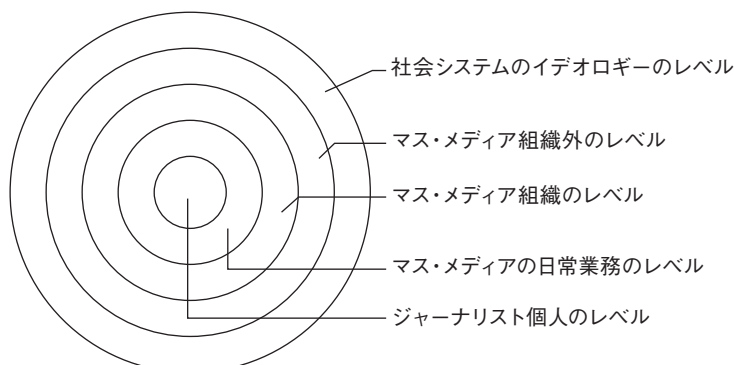 社会システムのイデオロギーのレベル
マス・メディア組織外のレベル
マス・メディア組織のレベル
マス・メディアの日常業務のレベル
ジャーナリスト個人のレベル